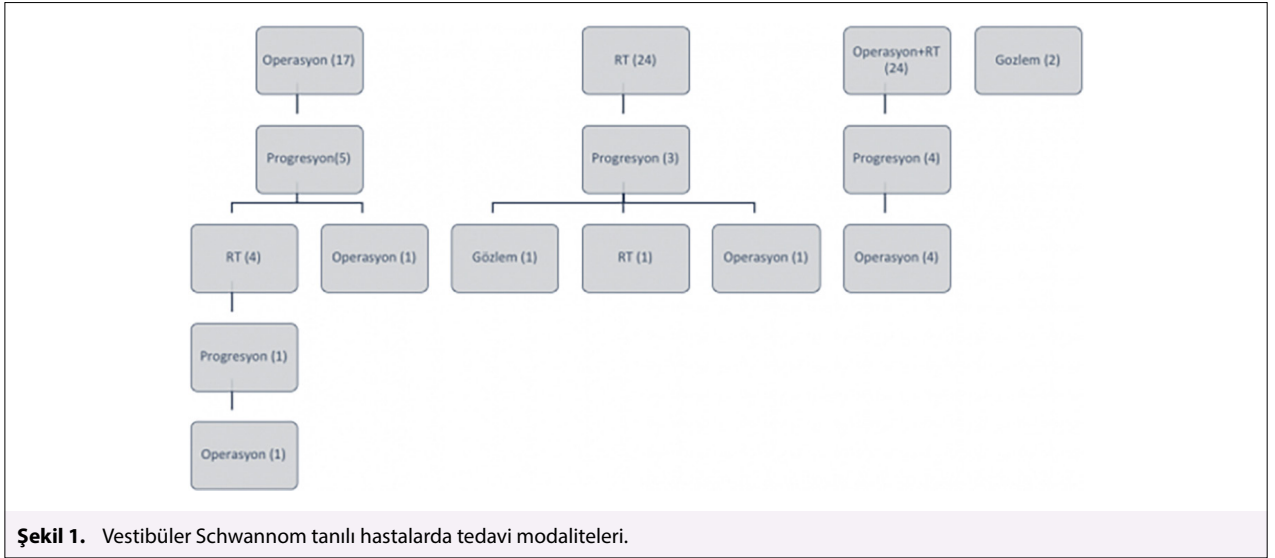 Operasyon (17)
RT (24)
Operasyon+RT
(24)
Gozlem (2)
Progresyon(5)
Progresyon (3)
Progresyon (4)
RT (4)
Operasyon (1)
Gözlem (1)
RT (1)
Operasyon (1)
Operasyon (4)
Progresyon (1)
Operasyon (1)
Şekil 1. Vestibüler Schwannom tanılı hastalarda tedavi modaliteleri.